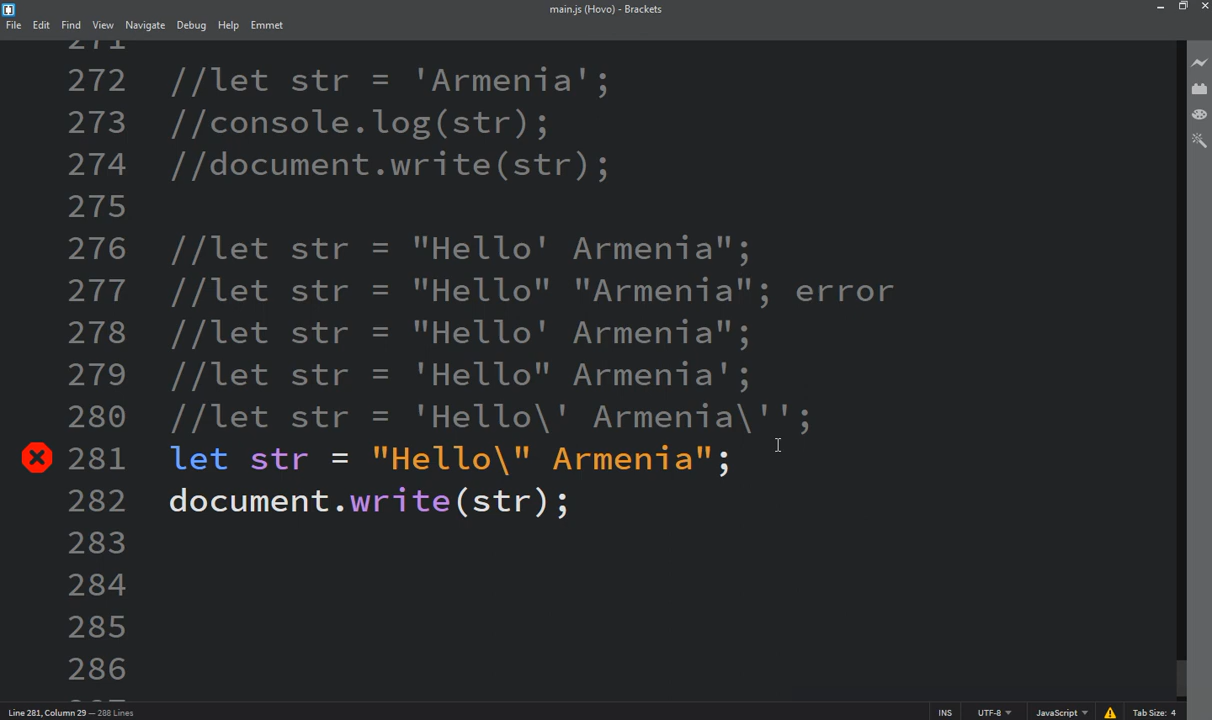 main.js (Hovo) - Brackets
File Edit Find View Navigate Debug Help Emmet
271
272 //let str = 'Armenia';
273 //console.log(str);
274 //document.write(str);
275
276 //let str = "Hello' Armenia";
277 //let str = "Hello" "Armenia"; error
278 //let str = "Hello' Armenia";
279 //let str = 'Hello" Armenia';
280 //let str = 'Hello\' Armenia\'';
281 let str = "Hello\" Armenia";
282 document.write(str);
283
284
285
286
Line 281, Column 29 — 288 Lines INS UTF-8 JavaScript Tab Size: 4